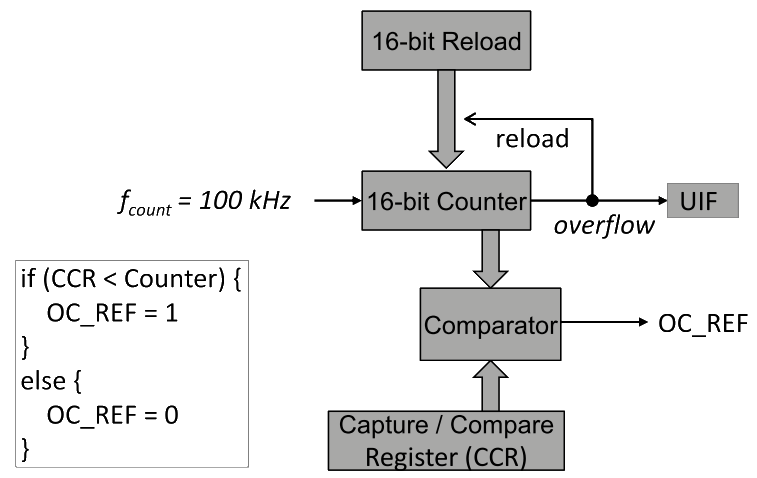 16-bit Reload
reload
f_count = 100 kHz
16-bit Counter
overflow
UIF
if (CCR < Counter) {
OC_REF = 1
}
else {
OC_REF = 0
}
Comparator
OC_REF
Capture / Compare
Register (CCR)